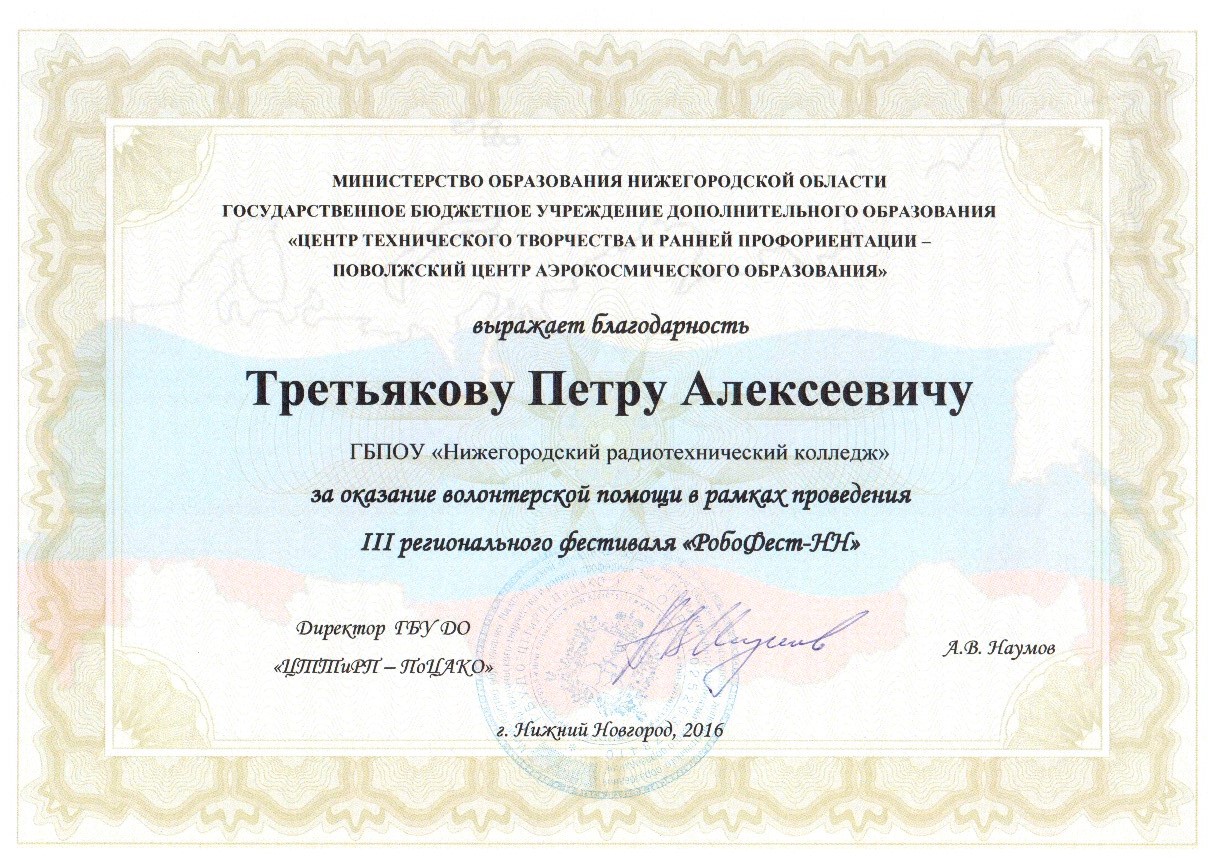 МИНИСТЕРСТВО ОБРАЗОВАНИЯ НИЖЕГОРОДСКОЙ ОБЛАСТИ
ГОСУДАРСТВЕННОЕ БЮДЖЕТНОЕ УЧРЕЖДЕНИЕ ДОПОЛНИТЕЛЬНОГО ОБРАЗОВАНИЯ
«ЦЕНТР ТЕХНИЧЕСКОГО ТВОРЧЕСТВА И РАННЕЙ ПРОФОРИЕНТАЦИИ –
ПОВОЛЖСКИЙ ЦЕНТР АЭРОКОСМИЧЕСКОГО ОБРАЗОВАНИЯ»
выражает благодарность
Третьякову Петру Алексеевичу
ГБПОУ «Нижегородский радиотехнический колледж»
за оказание волонтерской помощи в рамках проведения
III регионального фестиваля «РобоФест-НН»
Директор ГБУ ДО
«ЦТТиРП – ПоЦАКО»
А.В. Наумов
г. Нижний Новгород, 2016